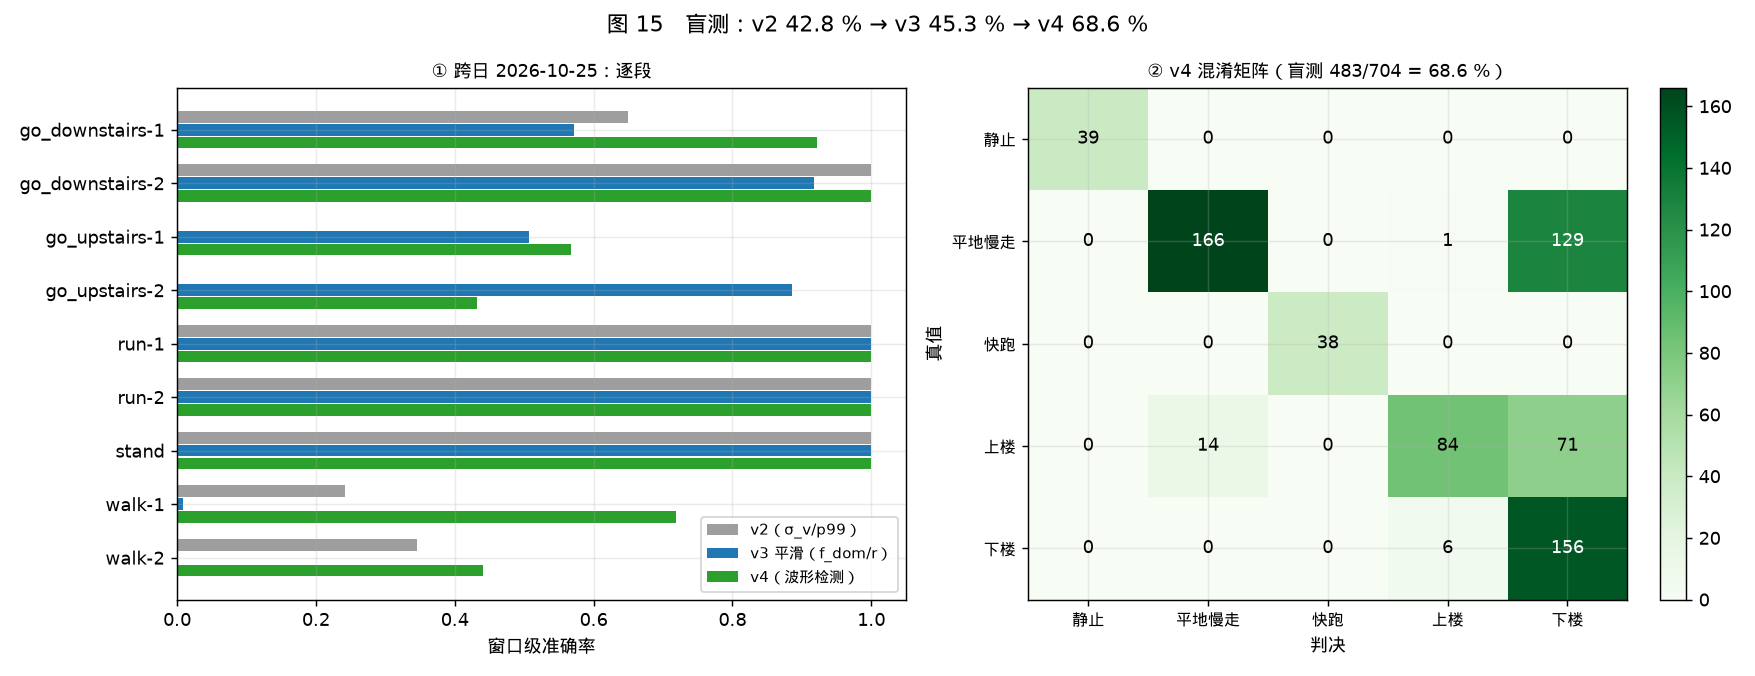 图 15 盲测：v2 42.8 % → v3 45.3 % → v4 68.6 %
① 跨日 2026-10-25：逐段
go_downstairs-1
go_downstairs-2
go_upstairs-1
go_upstairs-2
run-1
run-2
stand
walk-1
walk-2
0.0 0.2 0.4 0.6 0.8 1.0
窗口级准确率
v2（σ_v/p99）
v3 平滑（f_dom/r）
v4（波形检测）
② v4 混淆矩阵（盲测 483/704 = 68.6 %）
真值
静止 39 0 0 0 0
平地慢走 0 166 0 1 129
快跑 0 0 38 0 0
上楼 0 14 0 84 71
下楼 0 0 0 6 156
静止 平地慢走 快跑 上楼 下楼
判决
160
140
120
100
80
60
40
20
0